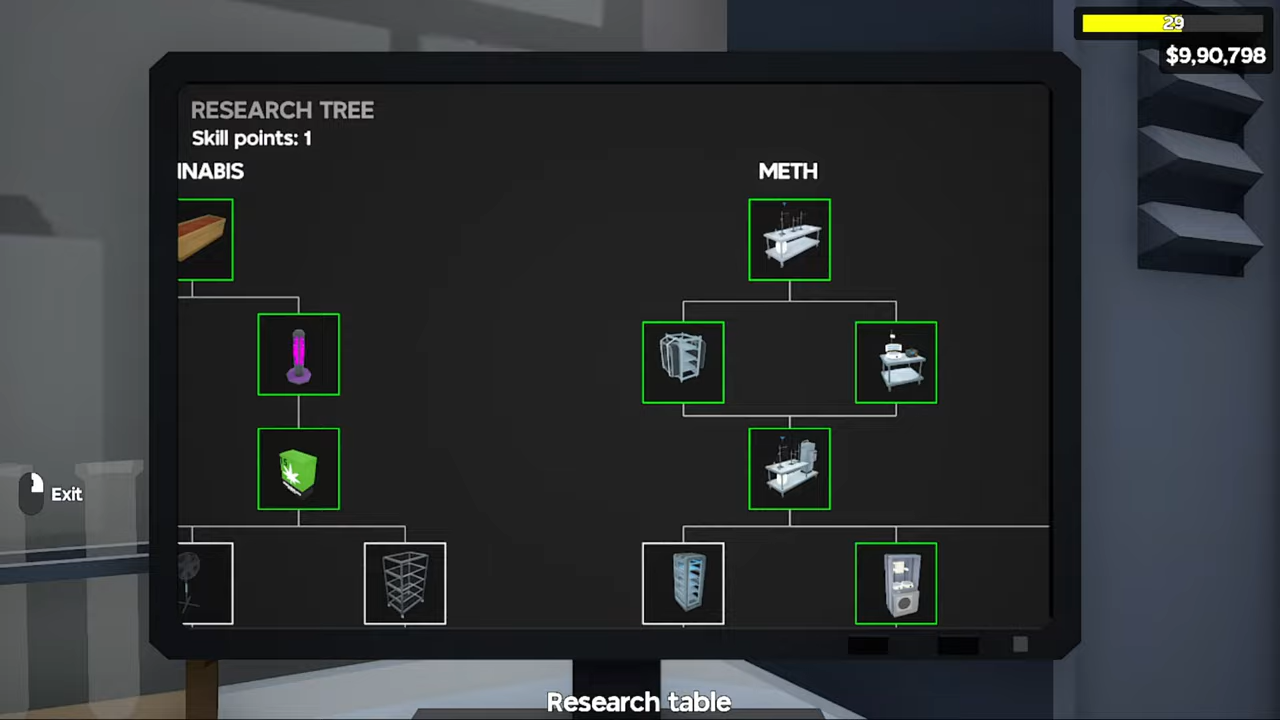 29
$9,90,798
RESEARCH TREE
Skill points: 1
INABIS
METH
Exit
Research table